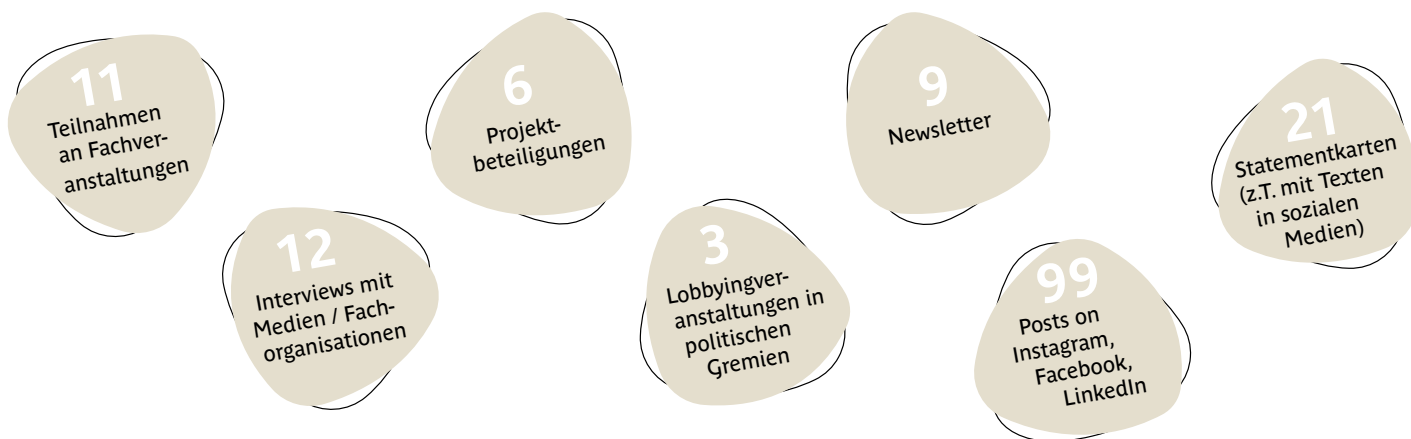 11
Teilnahmen
an Fachver-
anstaltungen
12
Interviews mit
Medien / Fach-
organisationen
6
Projekt-
beteiligungen
3
Lobbyingver-
anstaltungen in
politischen
Gremien
9
Newsletter
99
Posts on
Instagram,
Facebook,
LinkedIn
21
Statementkarten
(z.T. mit Texten
in sozialen
Medien)